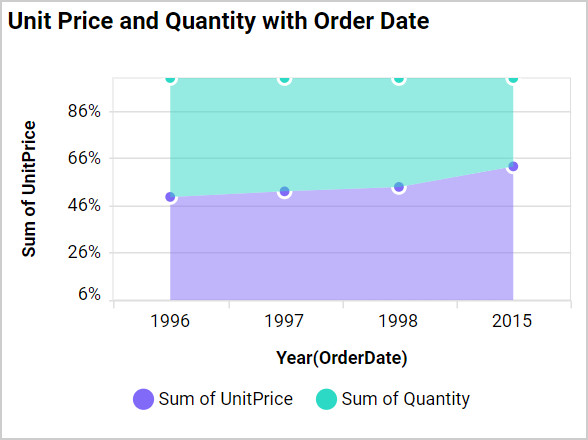 Unit Price and Quantity with Order Date
Sum of UnitPrice
86%
66%
46%
26%
6%
1996 1997 1998 2015
Year(OrderDate)
Sum of UnitPrice Sum of Quantity